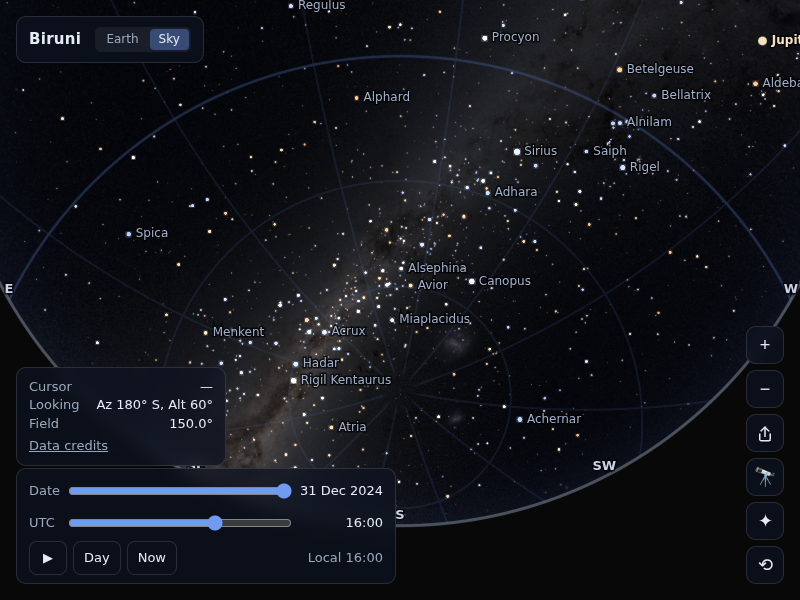 Regulus
Biruni Earth Sky
Procyon
Betelgeuse
Bellatrix
Alphard
Alnilam
Sirius
Saiph
Rigel
Adhara
Spica
Alsephina
Avior
Canopus
E
W
Miaplacidus
Menkent
Acrux
Hadar
Rigil Kentaurus
Achernar
Atria
SW
S
Cursor —
Looking Az 180° S, Alt 60°
Field 150.0°
Data credits
Date 31 Dec 2024
UTC 16:00
▶ Day Now Local 16:00
+
−